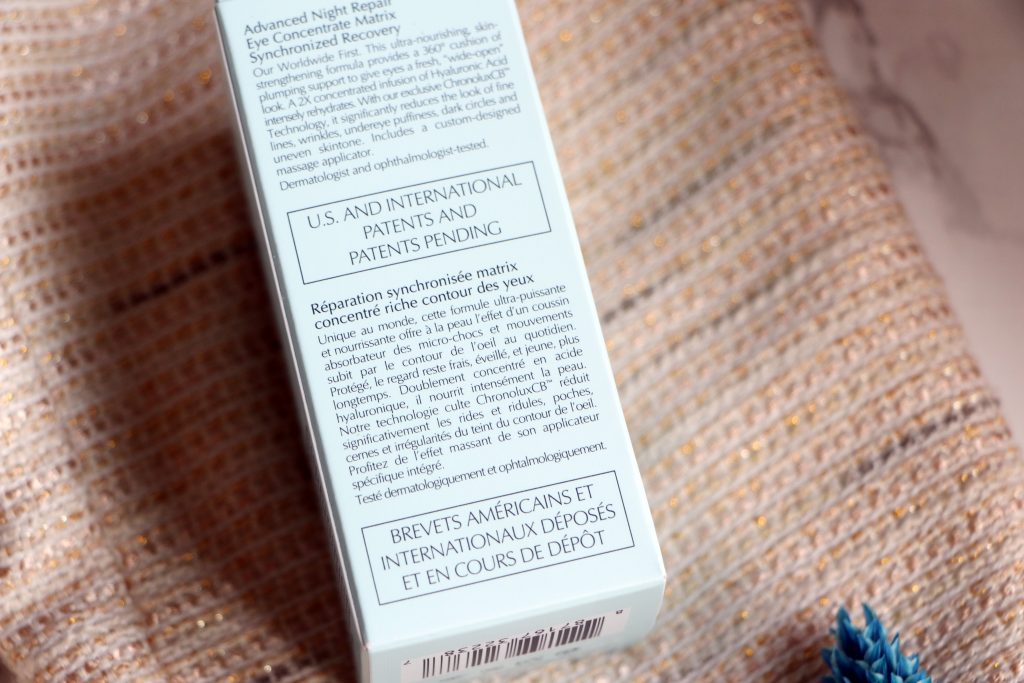 Advanced Night Repair
Eye Concentrate Matrix
Synchronized Recovery
Our Worldwide First. This ultra-nourishing, skin-
strengthening formula provides a 360° cushion of
plumping support to give eyes a fresh, "wide-open"
look. A 2X concentrated infusion of Hyaluronic Acid
intensely rehydrates. With our exclusive ChronoluxCB™
Technology, it significantly reduces the look of fine
lines, wrinkles, undereye puffiness, dark circles and
uneven skintone. Includes a custom-designed
massage applicator.
Dermatologist and ophthalmologist-tested.
U.S. AND INTERNATIONAL
PATENTS AND
PATENTS PENDING
Réparation synchronisée matrix
concentré riche contour des yeux
Unique au monde, cette formule ultra-puissante
et nourrissante offre à la peau l'effet d'un coussin
absorbateur des micro-chocs et mouvements
subit par le contour de l'oeil au quotidien.
Protégé, le regard reste frais, éveillé, et jeune, plus
longtemps. Doublement concentré en acide
hyaluronique, il nourrit intensément la peau.
Notre technologie culte ChronoluxCB™ réduit
significativement les rides et ridules, poches,
cernes et irrégularités du teint du contour de l'oeil.
Profitez de l'effet massant de son applicateur
spécifique intégré.
Testé dermatologiquement et ophtalmologiquement.
BREVETS AMÉRICAINS ET
INTERNATIONAUX DÉPOSÉS
ET EN COURS DE DÉPÔT